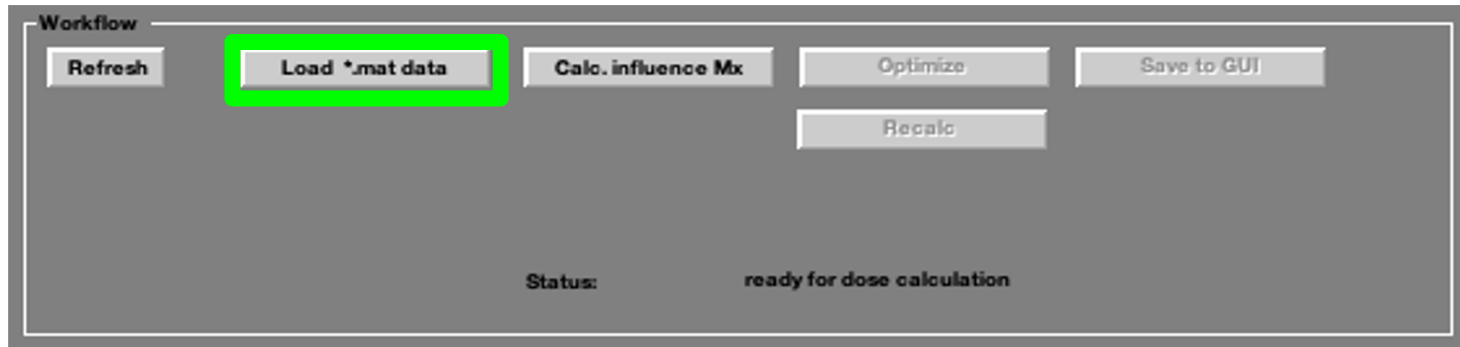 Workflow
Refresh Load *.mat data Calc. influence Mx Optimize Save to GUI
Recalc
Status: ready for dose calculation